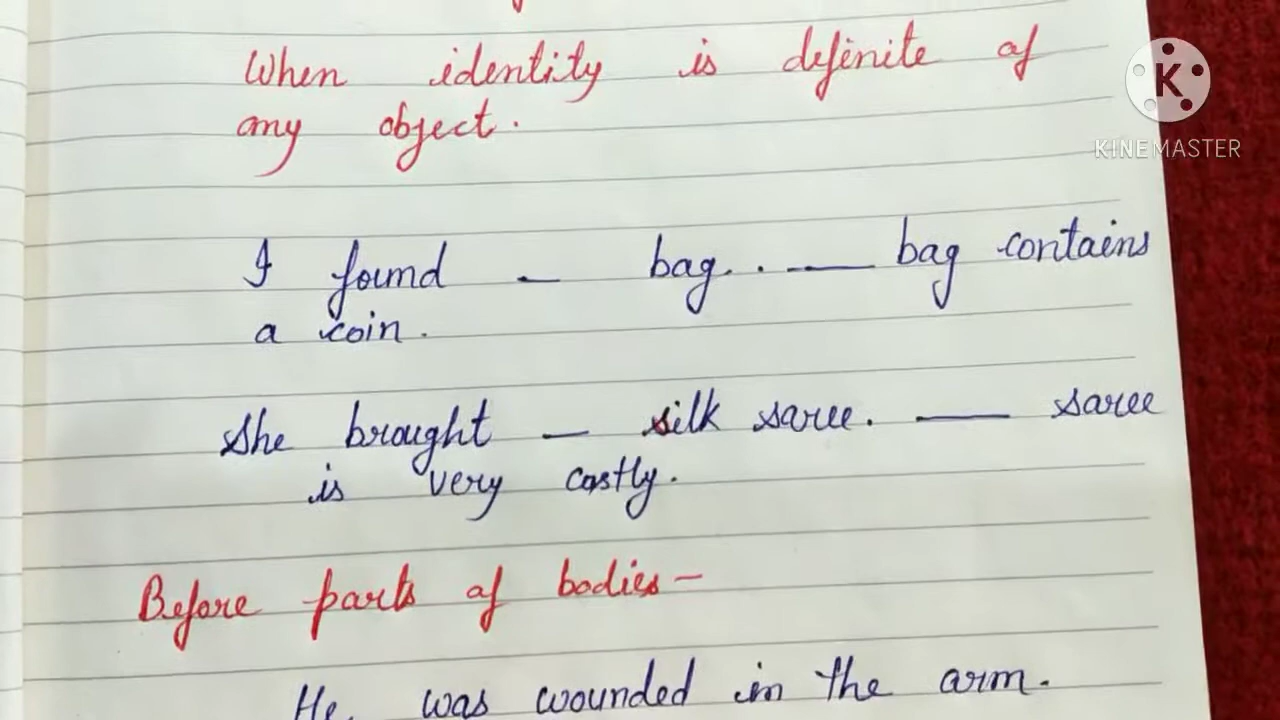 When identity is definite of
any object.
K
KINEMASTER
I found — bag. . —— bag contains
a coin.
She brought — silk saree. —— saree
is very costly.
Before parts of bodies —
He was wounded in the arm.